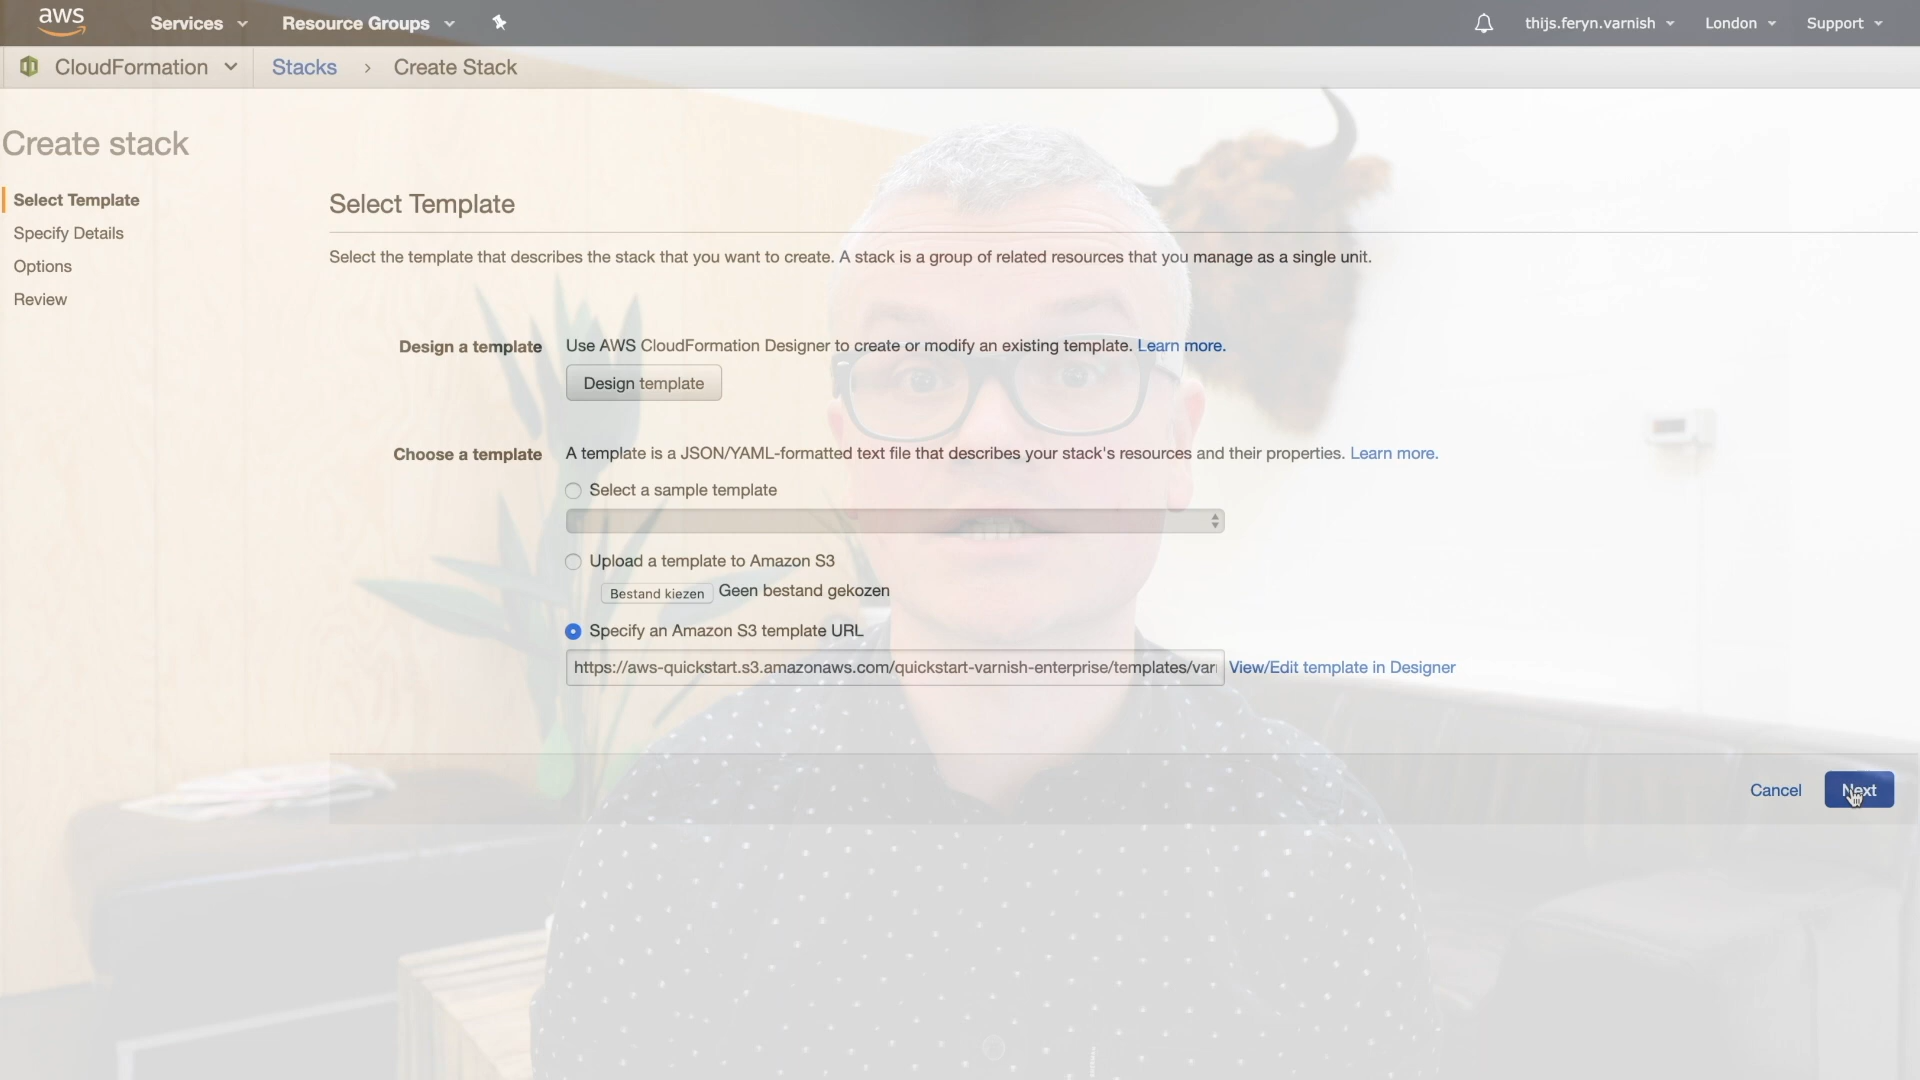 aws Services Resource Groups thijs.feryn.varnish London Support
CloudFormation Stacks › Create Stack
Create stack
Select Template
Specify Details
Options
Review
Select Template
Select the template that describes the stack that you want to create. A stack is a group of related resources that you manage as a single unit.
Design a template Use AWS CloudFormation Designer to create or modify an existing template. Learn more.
Design template
Choose a template A template is a JSON/YAML-formatted text file that describes your stack's resources and their properties. Learn more.
Select a sample template
Upload a template to Amazon S3
Bestand kiezen Geen bestand gekozen
Specify an Amazon S3 template URL
https://aws-quickstart.s3.amazonaws.com/quickstart-varnish-enterprise/templates/var View/Edit template in Designer
Cancel Next